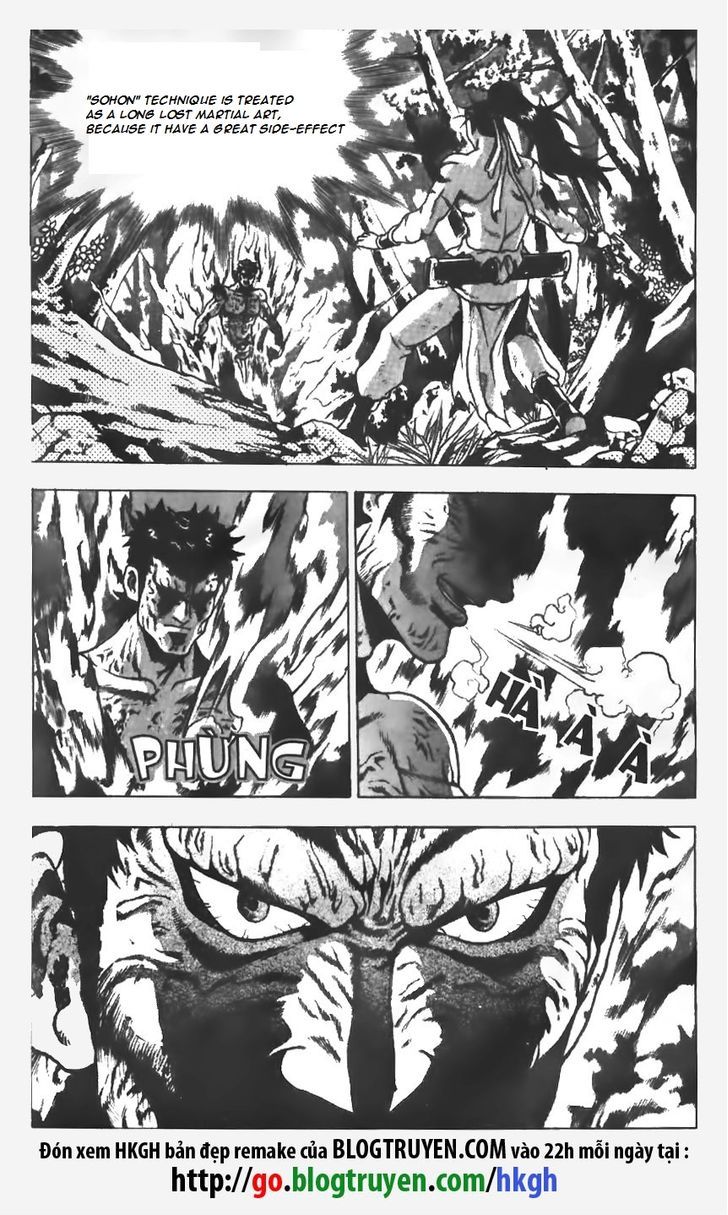 "SOHON" TECHNIQUE IS TREATED
AS A LONG LOST MARTIAL ART,
BECAUSE IT HAVE A GREAT SIDE-EFFECT
PHỪNG
HÀ À À
Đón xem HKGH bản đẹp remake của BLOGTRUYEN.COM vào 22h mỗi ngày tại :
http://go.blogtruyen.com/hkgh